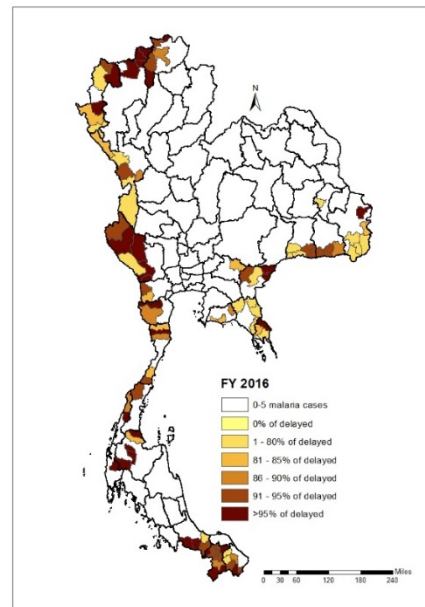 N
FY 2016
0-5 malaria cases
0% of delayed
1 - 80% of delayed
81 - 85% of delayed
86 - 90% of delayed
91 - 95% of delayed
>95% of delayed
Miles
0 30 60 120 180 240